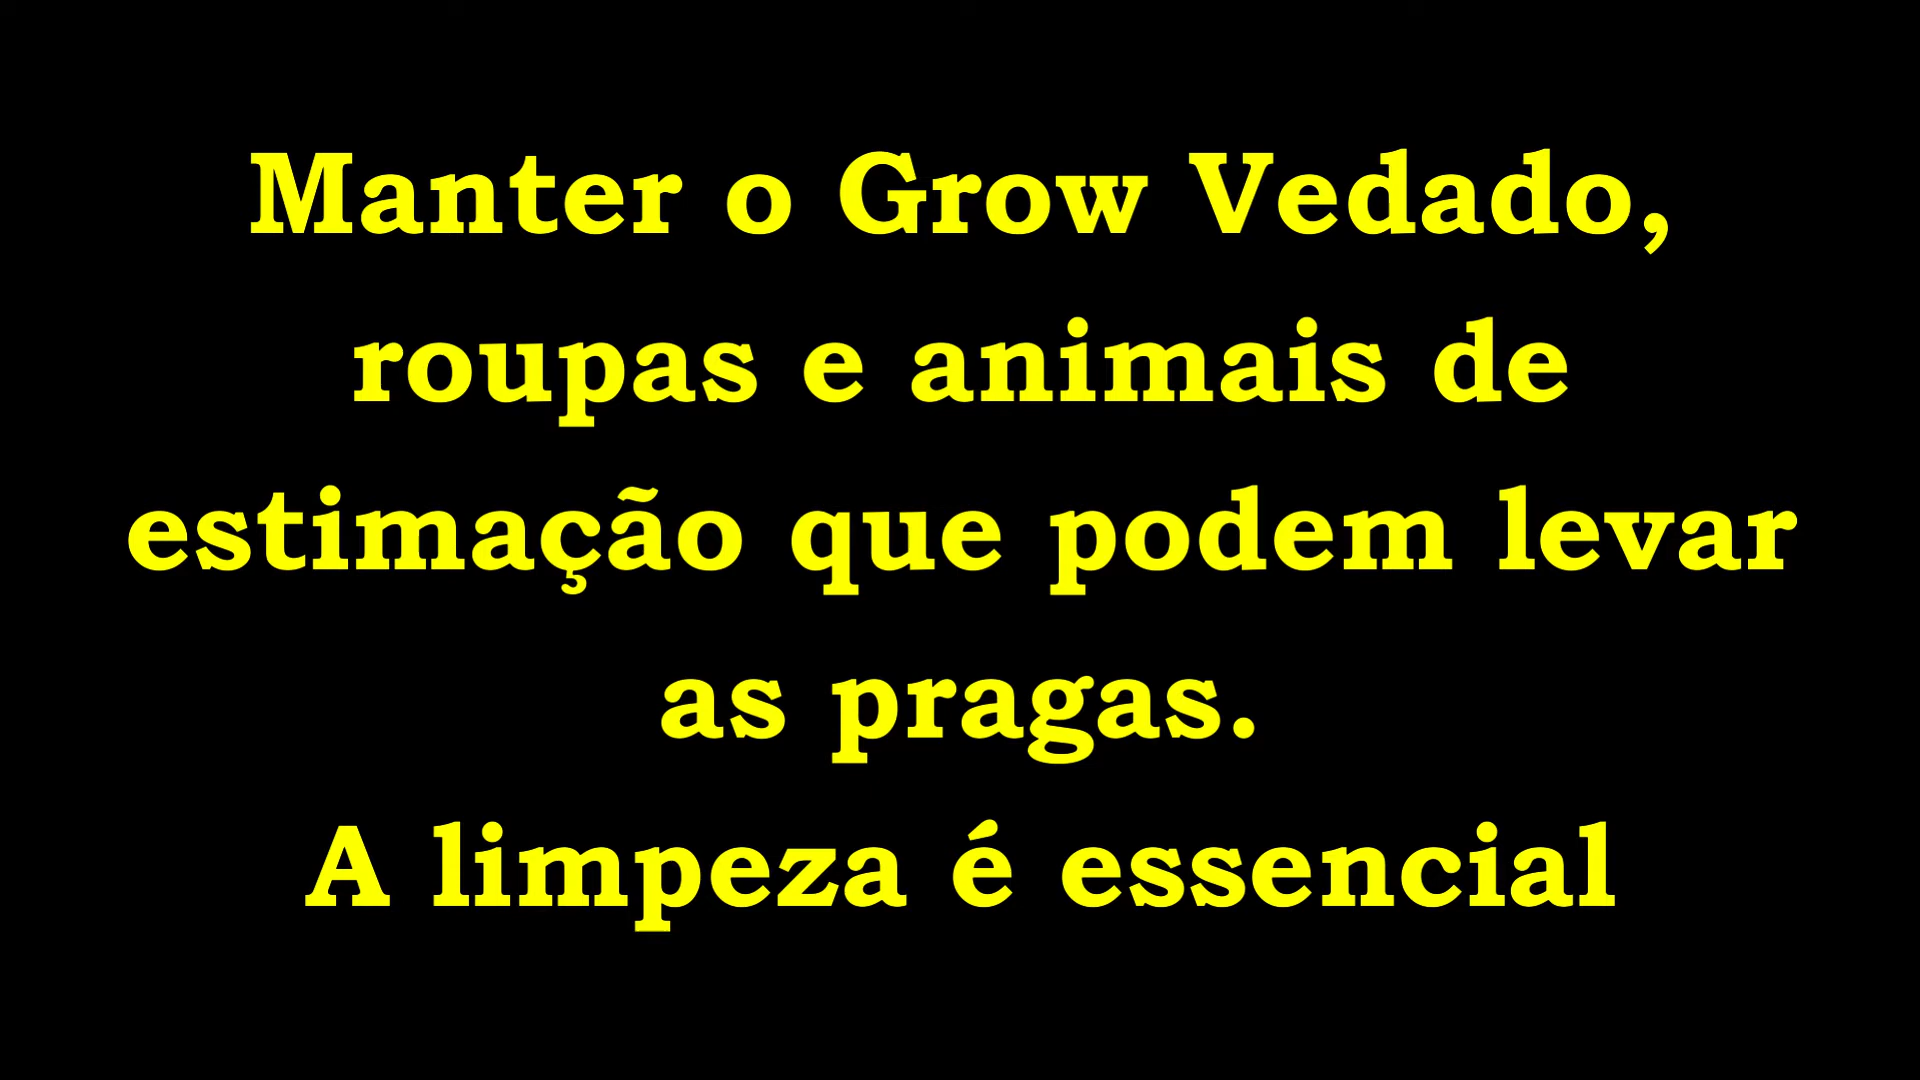 Manter o Grow Vedado,
roupas e animais de
estimação que podem levar
as pragas.
A limpeza é essencial